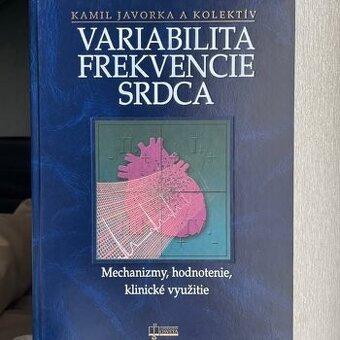 KAMIL JAVORKA A KOLEKTÍV
VARIABILITA
FREKVENCIE
SRDCA
Mechanizmy, hodnotenie,
klinické využitie